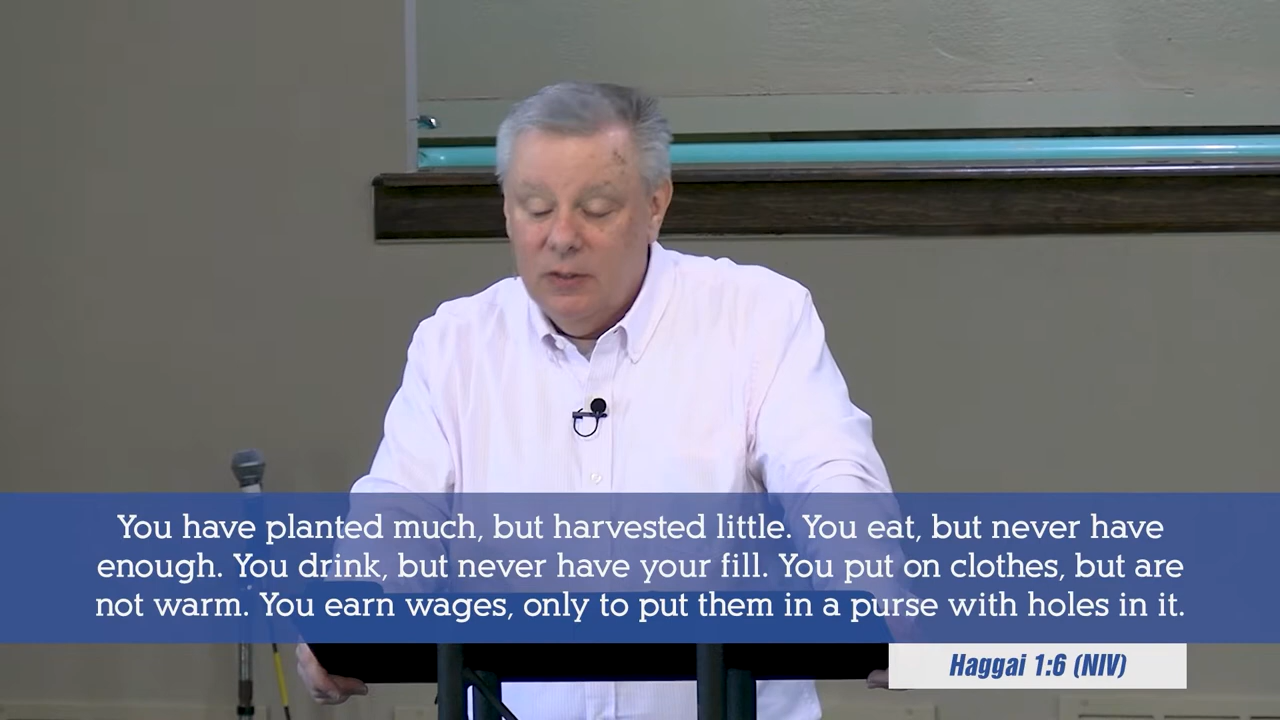 You have planted much, but harvested little. You eat, but never have
enough. You drink, but never have your fill. You put on clothes, but are
not warm. You earn wages, only to put them in a purse with holes in it.
Haggai 1:6 (NIV)